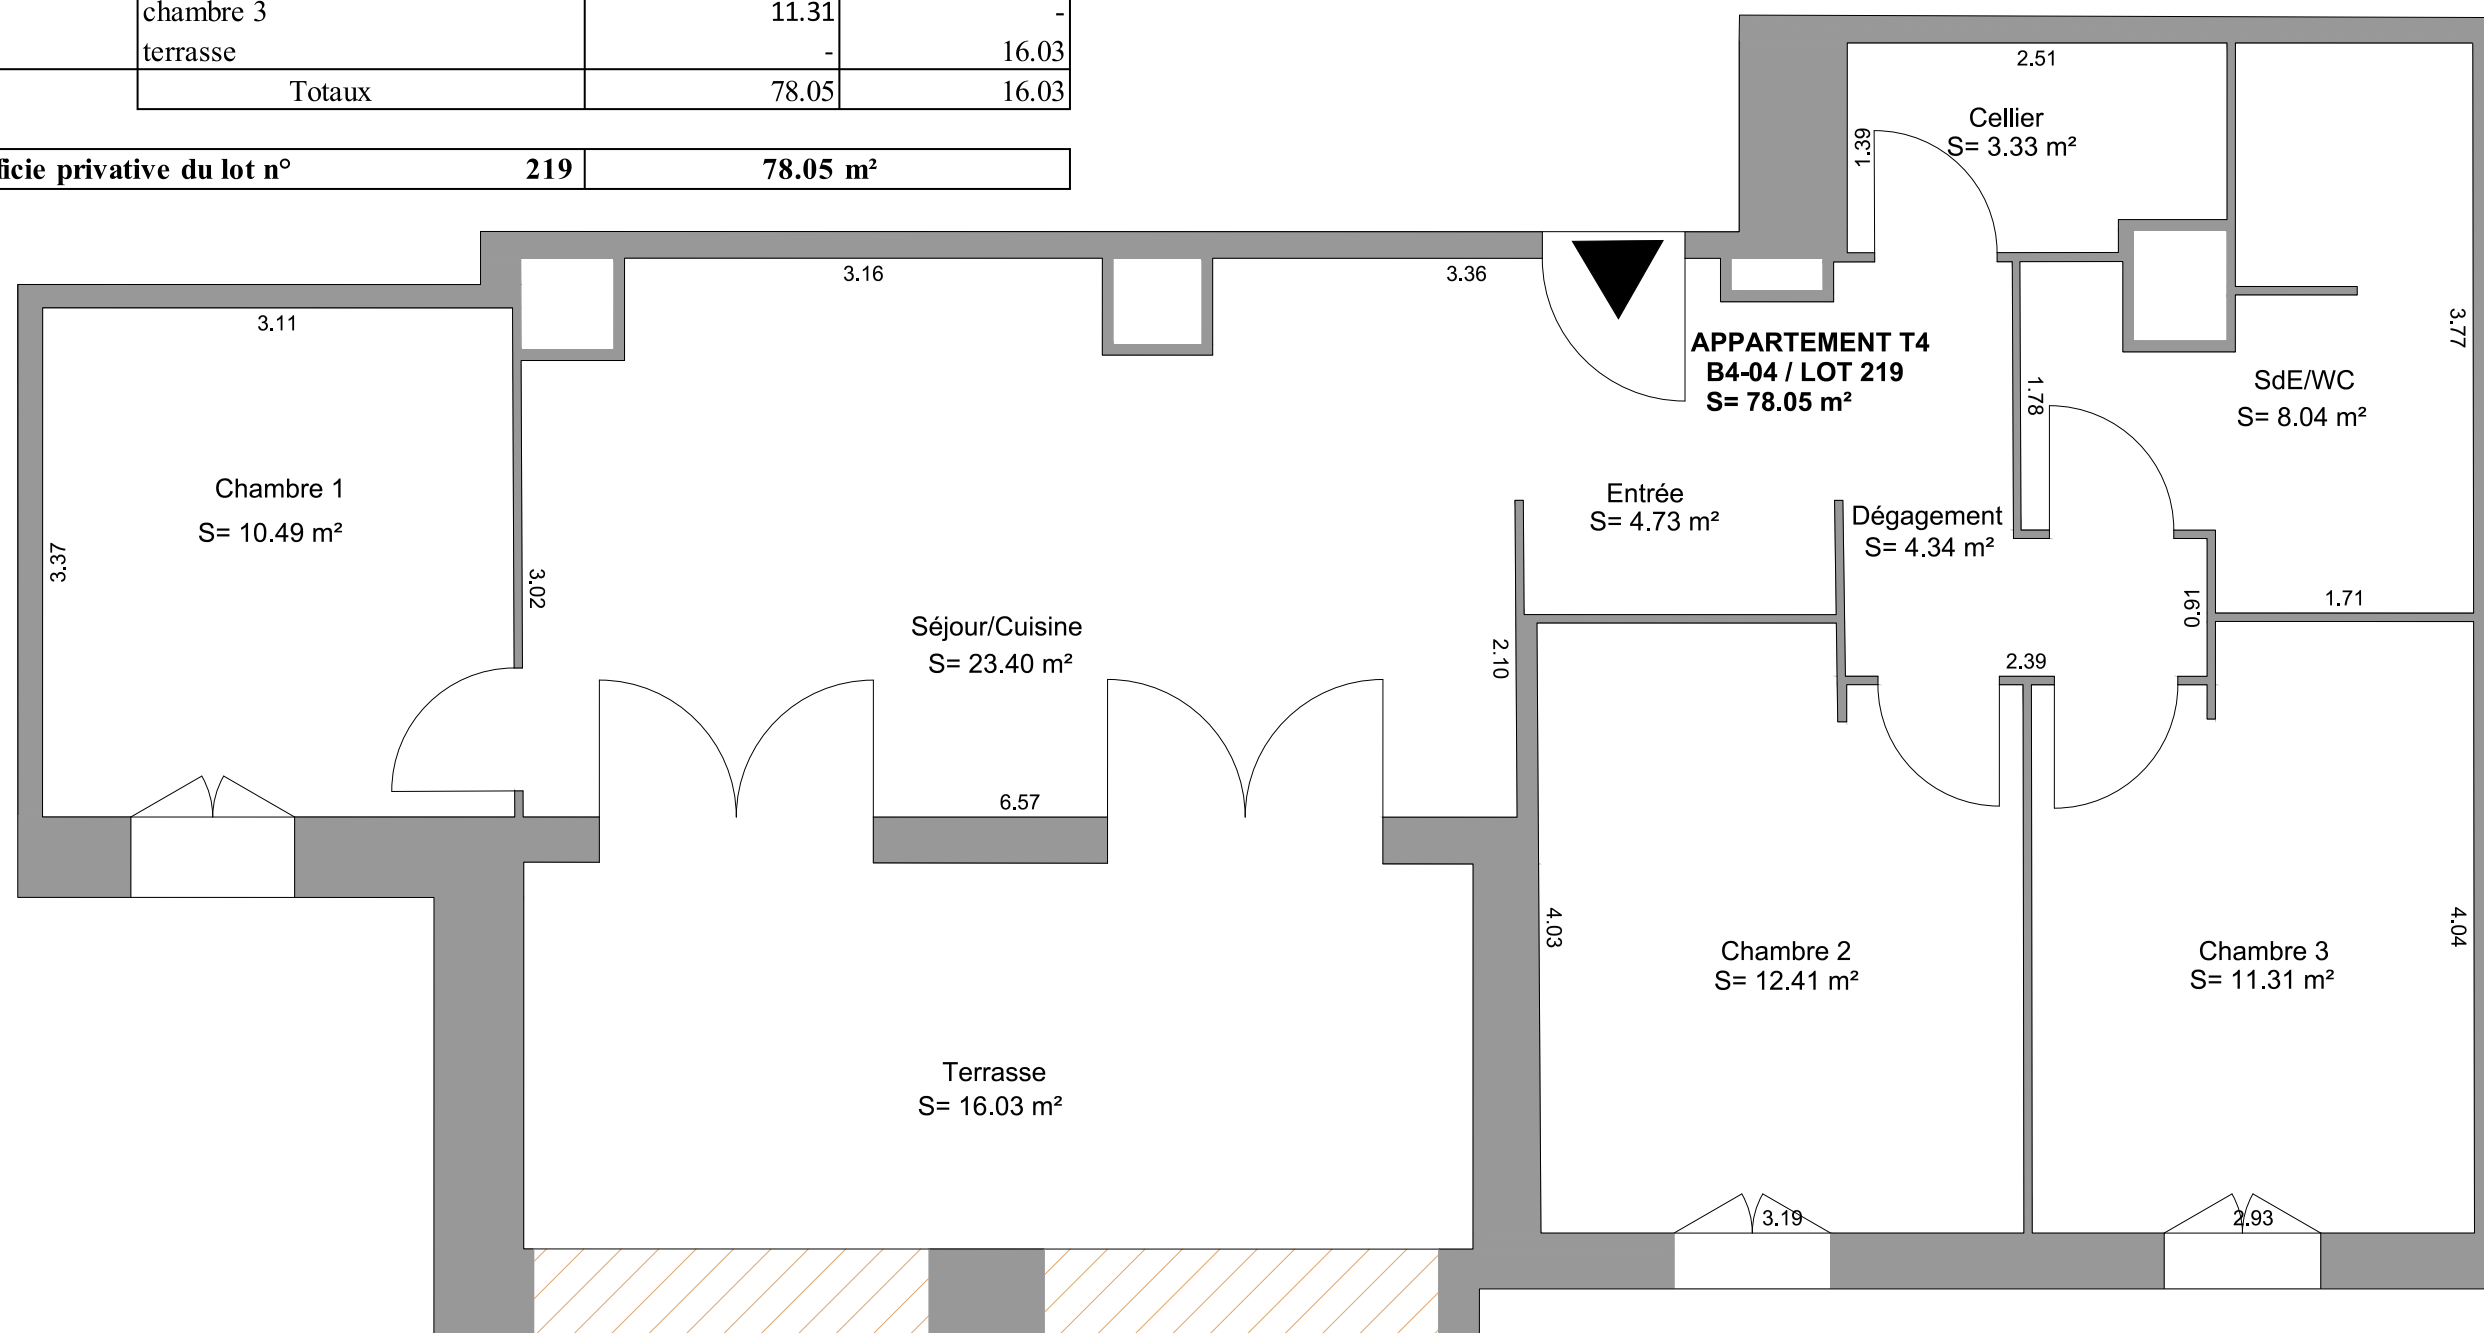 chambre 3 11.31 -
terrasse - 16.03
Totaux 78.05 16.03
ficie privative du lot n° 219 78.05 m²
2.51
Cellier
S= 3.33 m²
1.39
3.16
3.36
3.11
APPARTEMENT T4
B4-04 / LOT 219
S= 78.05 m²
3.77
SdE/WC
S= 8.04 m²
1.78
Chambre 1
S= 10.49 m²
3.37
3.02
Entrée
S= 4.73 m²
Dégagement
S= 4.34 m²
0.91
1.71
Séjour/Cuisine
S= 23.40 m²
2.10
2.39
6.57
4.03
Chambre 2
S= 12.41 m²
Chambre 3
S= 11.31 m²
4.04
Terrasse
S= 16.03 m²
3.19
2.93